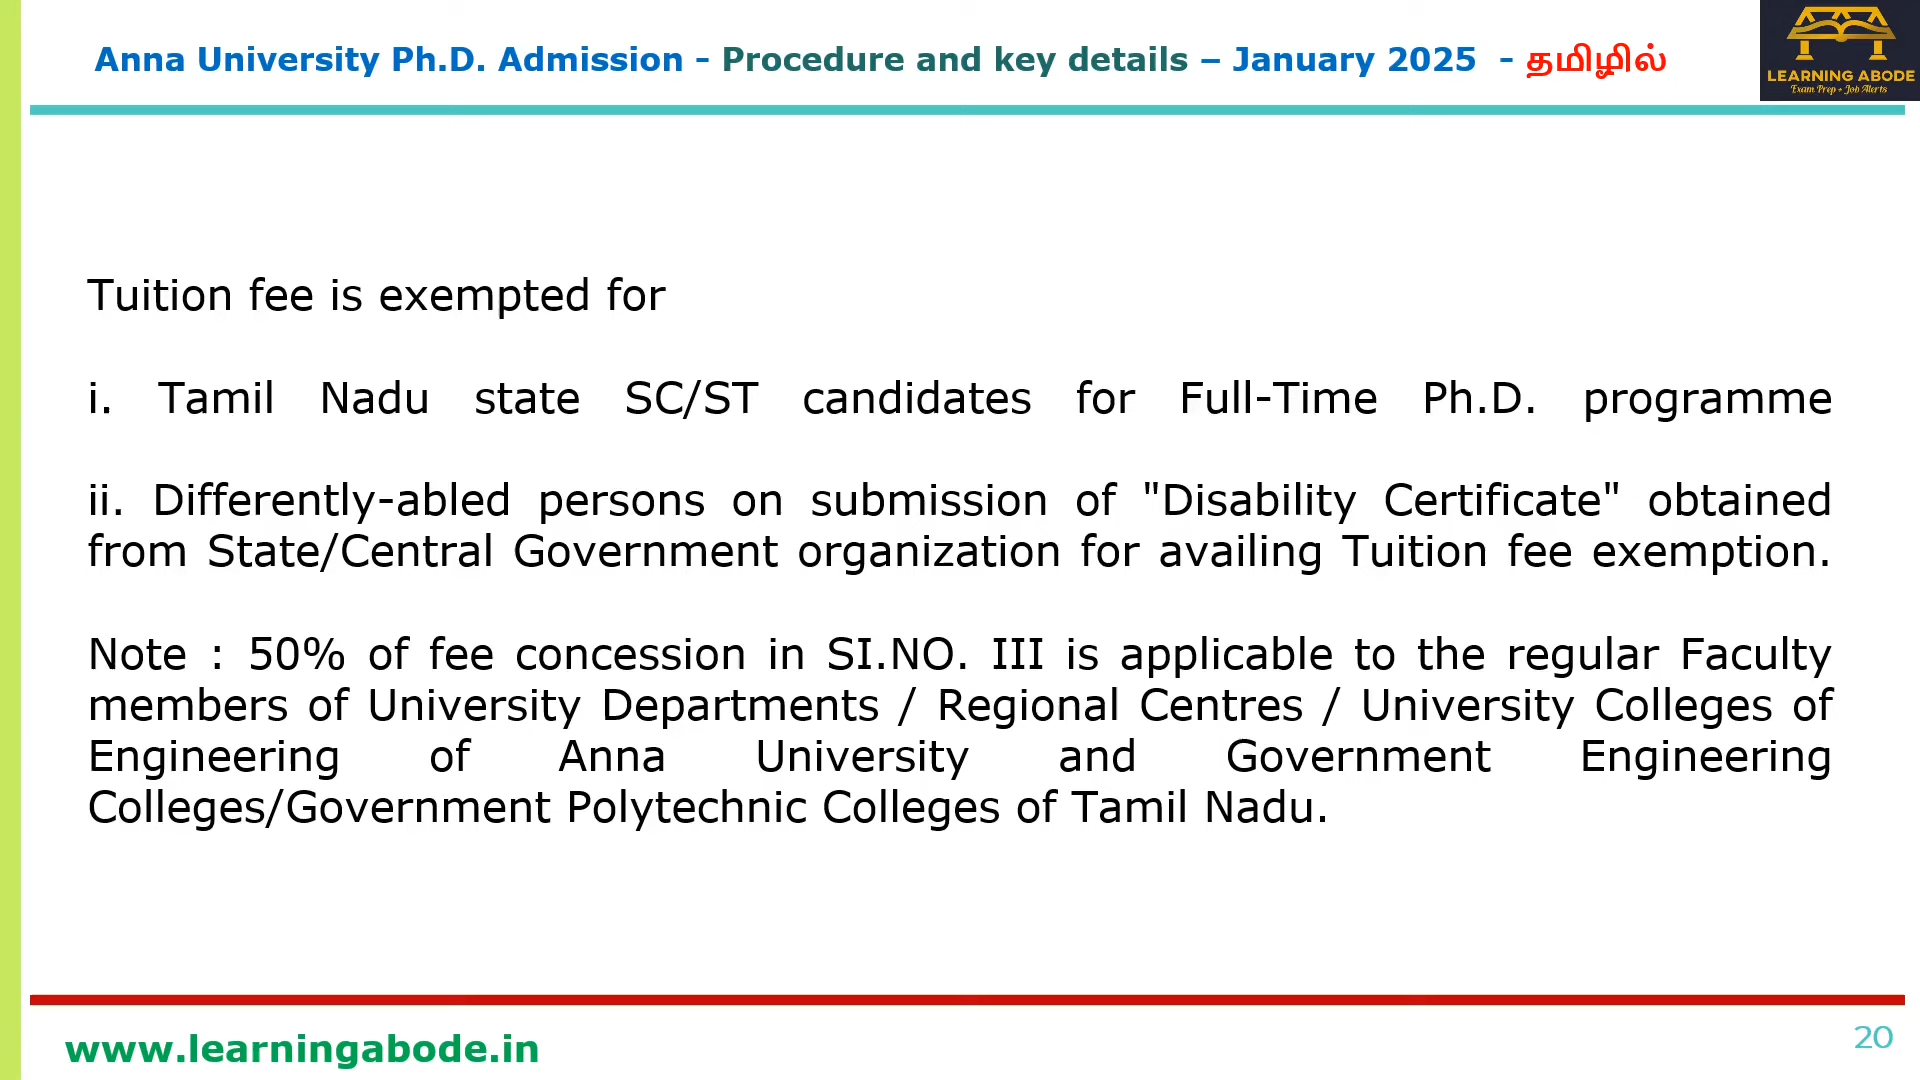 Anna University Ph.D. Admission - Procedure and key details – January 2025 - தமிழில்
LEARNING ABODE
Exam Prep + Job Alerts
Tuition fee is exempted for
i. Tamil Nadu state SC/ST candidates for Full-Time Ph.D. programme
ii. Differently-abled persons on submission of "Disability Certificate" obtained
from State/Central Government organization for availing Tuition fee exemption.
Note : 50% of fee concession in SI.NO. III is applicable to the regular Faculty
members of University Departments / Regional Centres / University Colleges of
Engineering of Anna University and Government Engineering
Colleges/Government Polytechnic Colleges of Tamil Nadu.
www.learningabode.in
20